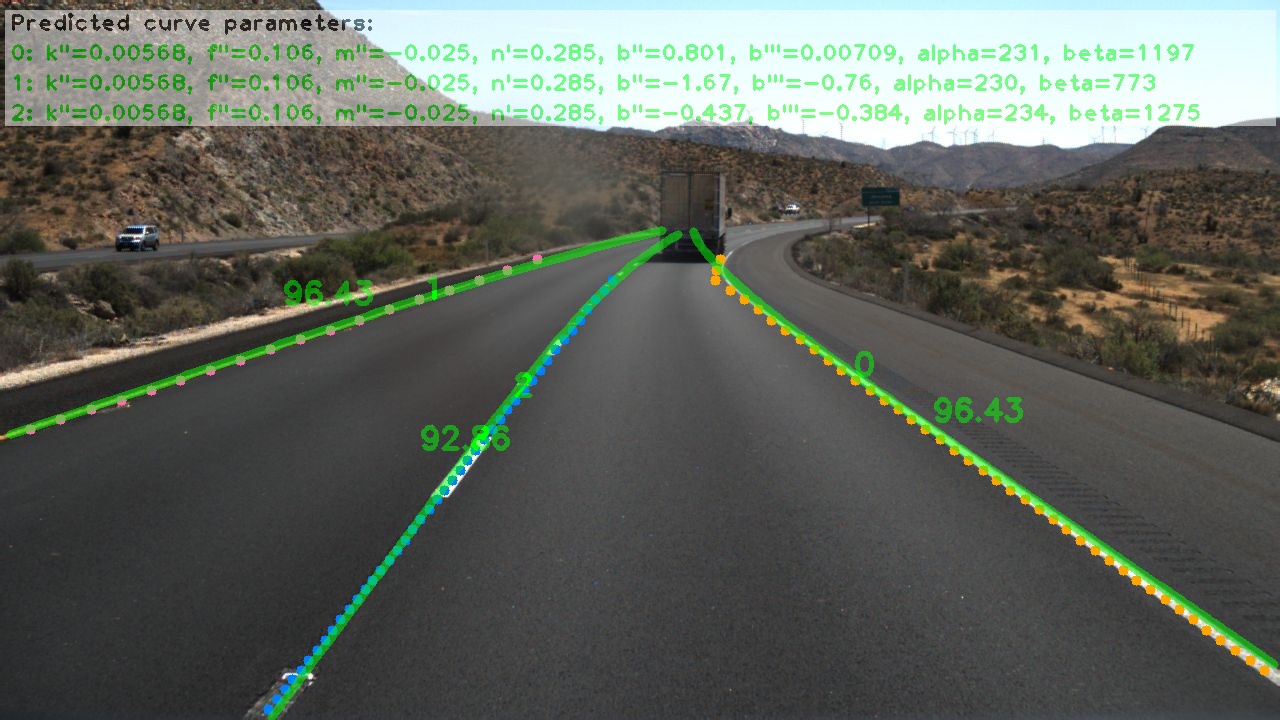 Predicted curve parameters:
0: k''=0.00568, f''=0.106, m''=-0.025, n'=0.285, b''=0.801, b'''=0.00709, alpha=231, beta=1197
1: k''=0.00568, f''=0.106, m''=-0.025, n'=0.285, b''=-1.67, b'''=-0.76, alpha=230, beta=773
2: k''=0.00568, f''=0.106, m''=-0.025, n'=0.285, b''=-0.437, b'''=-0.384, alpha=234, beta=1275
96.43
1
0
2
96.43
92.86